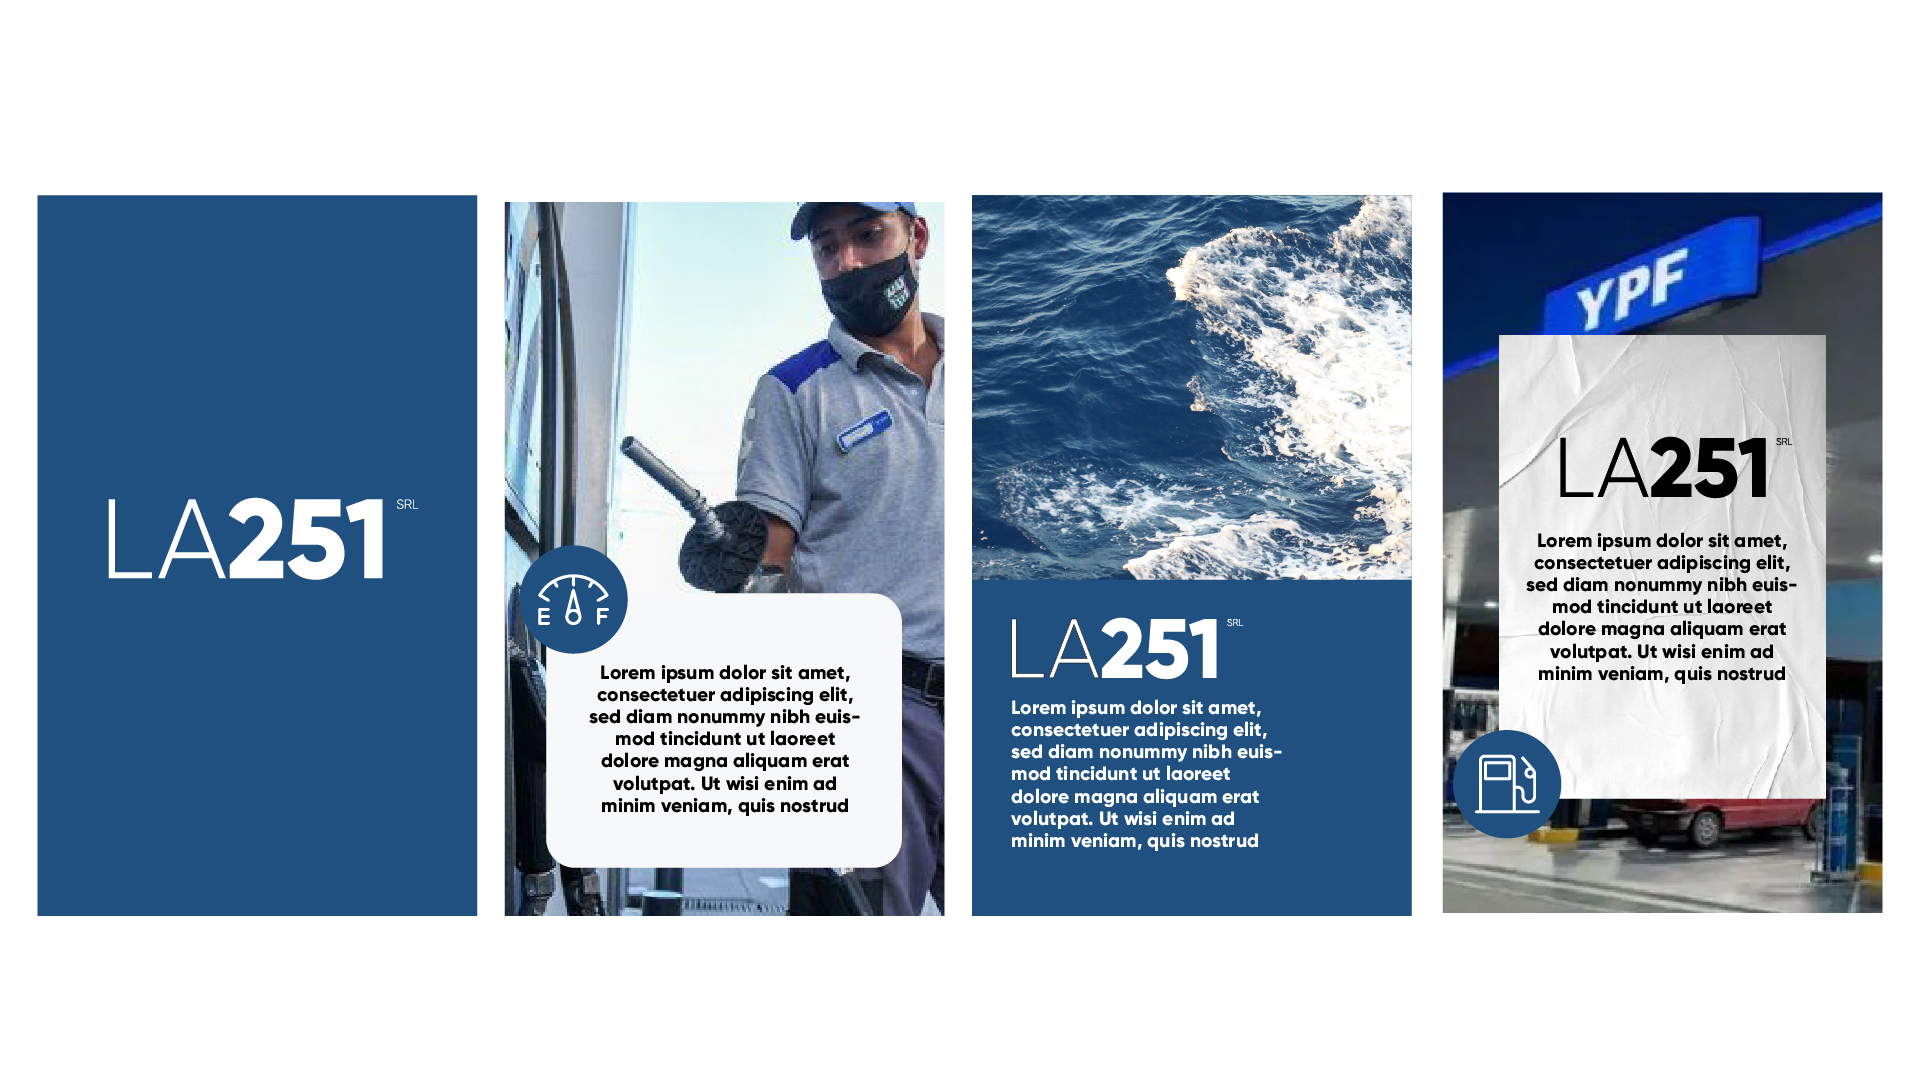 LA251 SRL
E F
Lorem ipsum dolor sit amet,
consectetuer adipiscing elit,
sed diam nonummy nibh euis-
mod tincidunt ut laoreet
dolore magna aliquam erat
volutpat. Ut wisi enim ad
minim veniam, quis nostrud
LA251 SRL
Lorem ipsum dolor sit amet,
consectetuer adipiscing elit,
sed diam nonummy nibh euis-
mod tincidunt ut laoreet
dolore magna aliquam erat
volutpat. Ut wisi enim ad
minim veniam, quis nostrud
YPF
LA251 SRL
Lorem ipsum dolor sit amet,
consectetuer adipiscing elit,
sed diam nonummy nibh euis-
mod tincidunt ut laoreet
dolore magna aliquam erat
volutpat. Ut wisi enim ad
minim veniam, quis nostrud